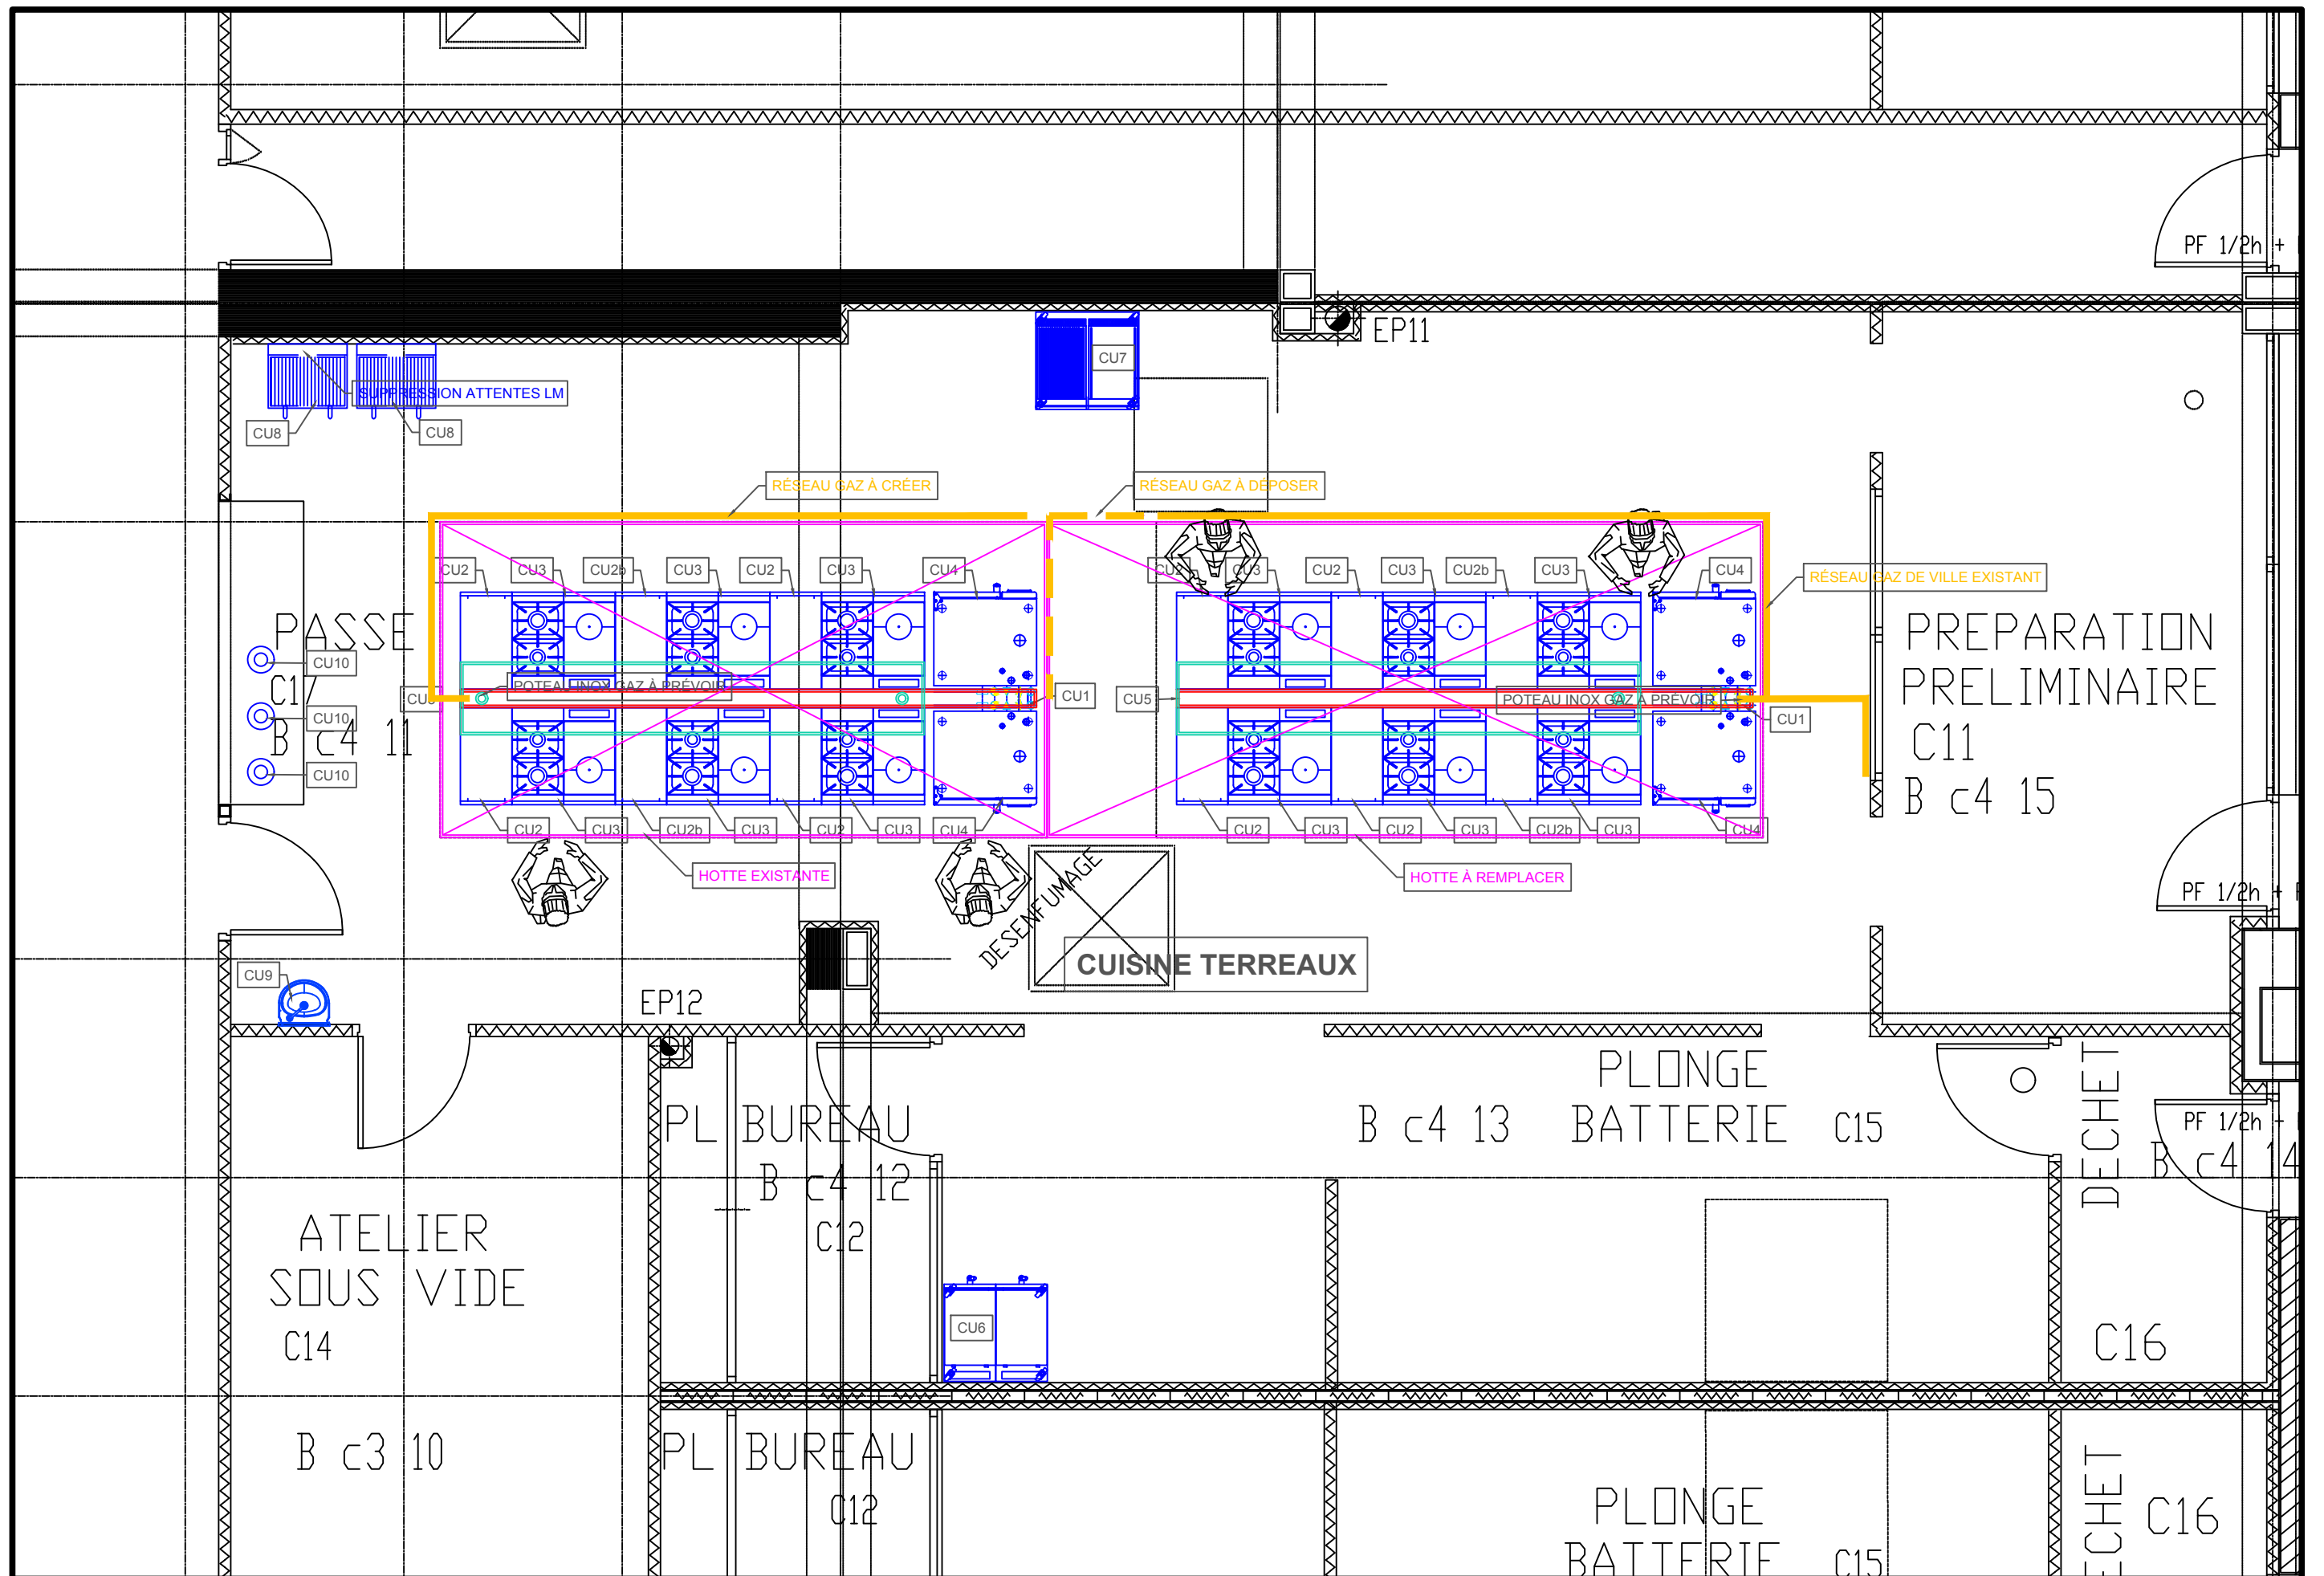 PF 1/2h +
EP11
CU7
SUPPRESSION ATTENTES LM
CU8
CU8
RÉSEAU GAZ À CRÉER
RÉSEAU GAZ À DÉPOSER
CU2
CU3
CU2b
CU3
CU2
CU3
CU4
CU3
CU2
CU3
CU2b
CU3
CU4
RÉSEAU GAZ DE VILLE EXISTANT
PASSE
C17
B c4 11
CU10
CU10
CU10
POTEAU INOX GAZ À PRÉVOIR
CU1
CU5
POTEAU INOX GAZ À PRÉVOIR
CU1
PREPARATION
PRELIMINAIRE
C11
B c4 15
CU2
CU3
CU2b
CU3
CU2
CU3
CU4
CU2
CU3
CU2
CU3
CU2b
CU3
CU4
HOTTE EXISTANTE
HOTTE À REMPLACER
DESENFUMAGE
PF 1/2h +
CUISINE TERREAUX
CU9
EP12
PL BUREAU
B c4 12
C12
PLONGE
B c4 13 BATTERIE C15
DECHET
PF 1/2h +
B c4 14
ATELIER
SOUS VIDE
C14
CU6
C16
B c3 10
PL BUREAU
C12
PLONGE
BATTERIE C15
C16